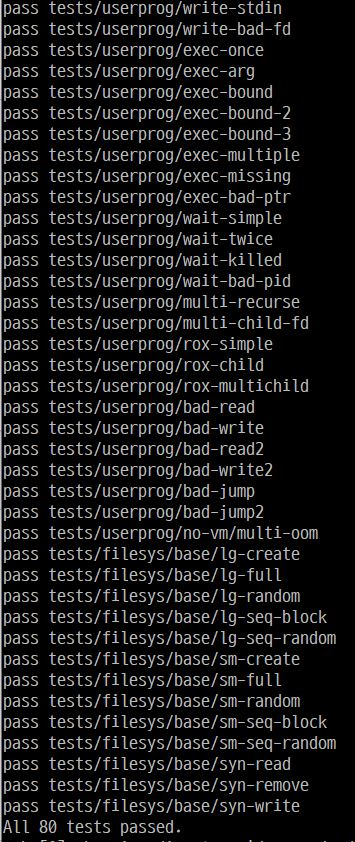 pass tests/userprog/write-stdin
pass tests/userprog/write-bad-fd
pass tests/userprog/exec-once
pass tests/userprog/exec-arg
pass tests/userprog/exec-bound
pass tests/userprog/exec-bound-2
pass tests/userprog/exec-bound-3
pass tests/userprog/exec-multiple
pass tests/userprog/exec-missing
pass tests/userprog/exec-bad-ptr
pass tests/userprog/wait-simple
pass tests/userprog/wait-twice
pass tests/userprog/wait-killed
pass tests/userprog/wait-bad-pid
pass tests/userprog/multi-recurse
pass tests/userprog/multi-child-fd
pass tests/userprog/rox-simple
pass tests/userprog/rox-child
pass tests/userprog/rox-multichild
pass tests/userprog/bad-read
pass tests/userprog/bad-write
pass tests/userprog/bad-read2
pass tests/userprog/bad-write2
pass tests/userprog/bad-jump
pass tests/userprog/bad-jump2
pass tests/userprog/no-vm/multi-oom
pass tests/filesys/base/lg-create
pass tests/filesys/base/lg-full
pass tests/filesys/base/lg-random
pass tests/filesys/base/lg-seq-block
pass tests/filesys/base/lg-seq-random
pass tests/filesys/base/sm-create
pass tests/filesys/base/sm-full
pass tests/filesys/base/sm-random
pass tests/filesys/base/sm-seq-block
pass tests/filesys/base/sm-seq-random
pass tests/filesys/base/syn-read
pass tests/filesys/base/syn-remove
pass tests/filesys/base/syn-write
All 80 tests passed.